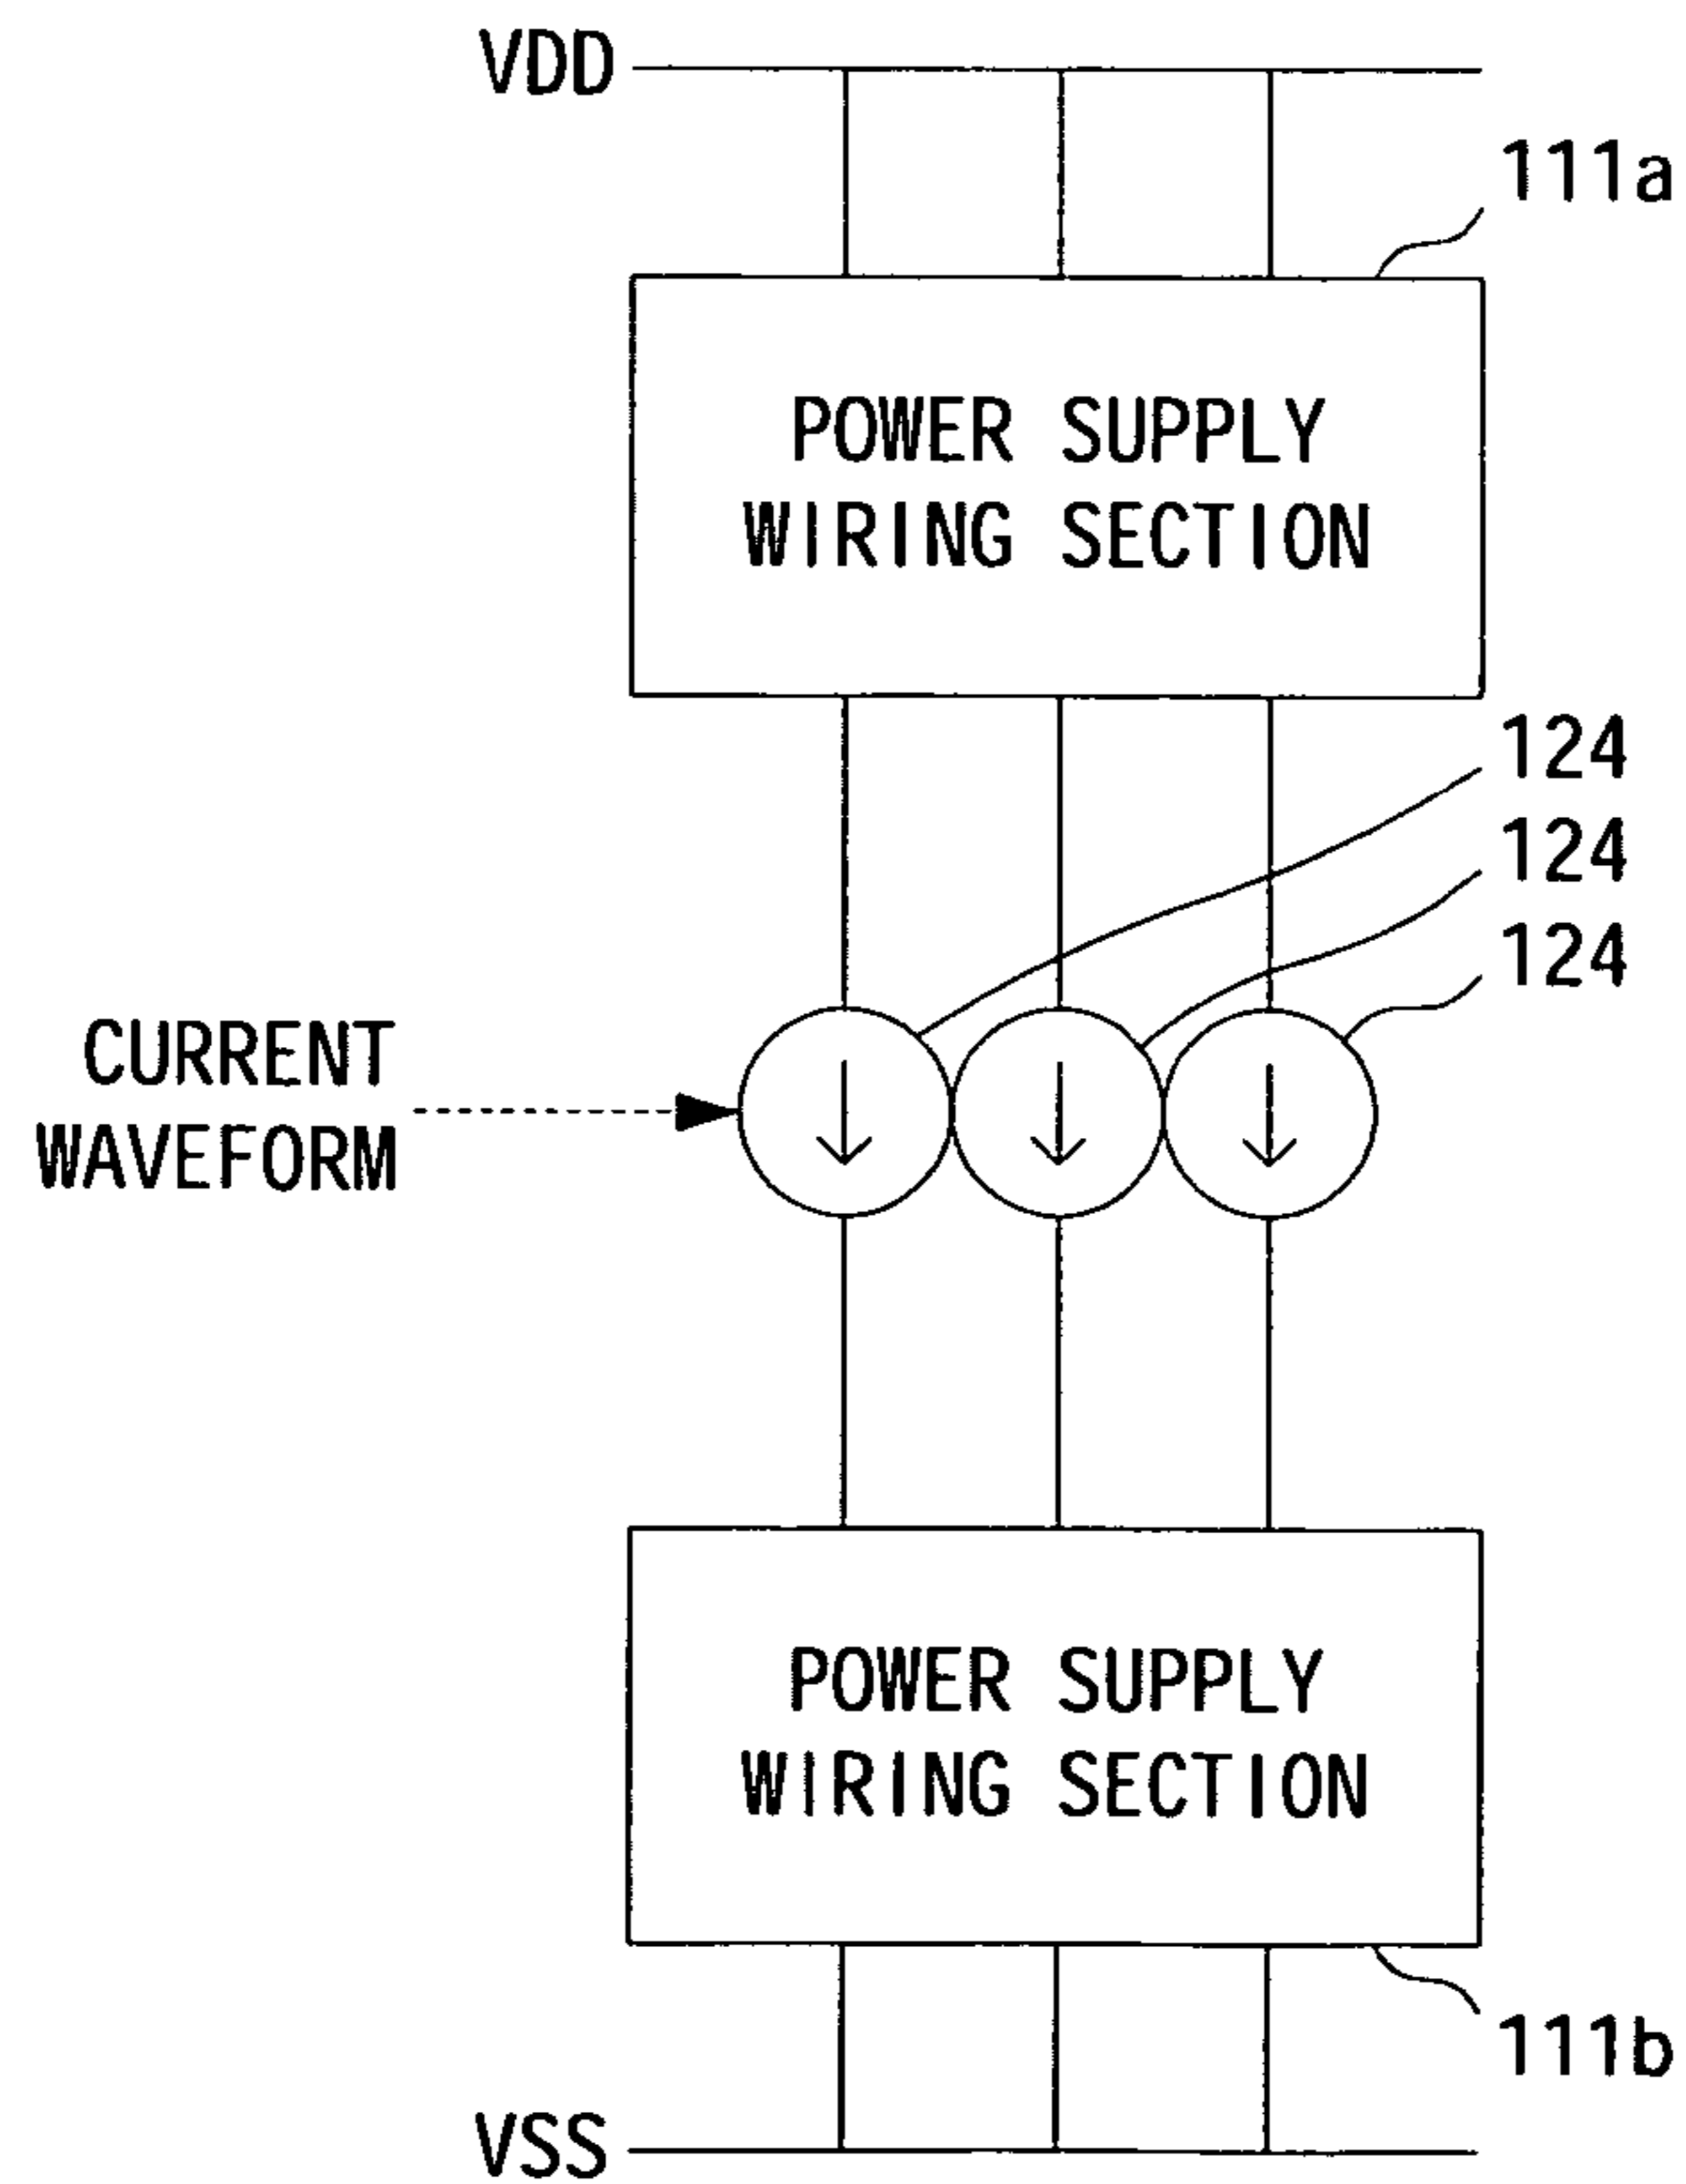 VDD
111a
POWER SUPPLY
WIRING SECTION
124
124
124
CURRENT
WAVEFORM
POWER SUPPLY
WIRING SECTION
111b
VSS